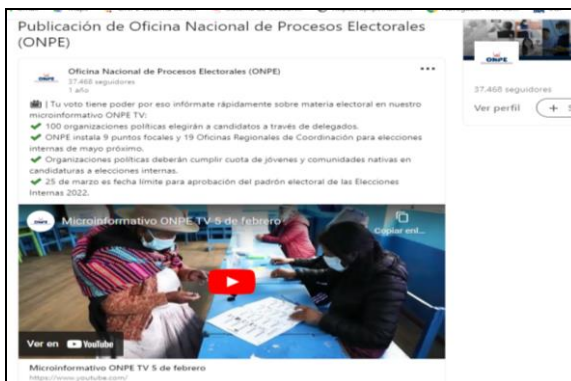 Publicación de Oficina Nacional de Procesos Electorales
(ONPE)
Oficina Nacional de Procesos Electorales (ONPE)
37.468 seguidores
1 año
| Tu voto tiene poder por eso infórmate rápidamente sobre materia electoral en nuestro
microinformativo ONPE TV:
✔ 100 organizaciones políticas elegirán a candidatos a través de delegados.
✔ ONPE instala 9 puntos focales y 19 Oficinas Regionales de Coordinación para elecciones
internas de mayo próximo.
✔ Organizaciones políticas deberán cumplir cuota de jóvenes y comunidades nativas en
candidaturas a elecciones internas.
✔ 25 de marzo es fecha límite para aprobación del padrón electoral de las Elecciones
Internas 2022.
ONPE
Microinformativo ONPE TV 5 de febrero
Copiar enl...
Ver en YouTube
Microinformativo ONPE TV 5 de febrero
https://www.youtube.com/
ONPE
37.468 seguidores
Ver perfil
+ S